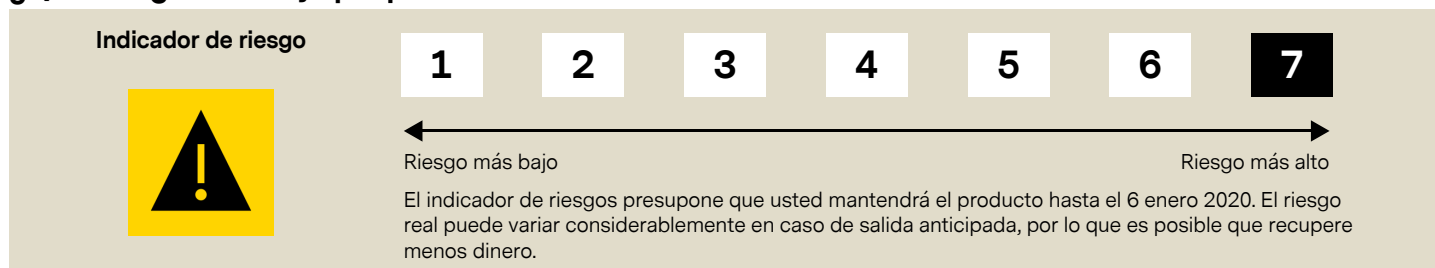 Indicador de riesgo
1 2 3 4 5 6 7
Riesgo más bajo
Riesgo más alto
El indicador de riesgos presupone que usted mantendrá el producto hasta el 6 enero 2020. El riesgo
real puede variar considerablemente en caso de salida anticipada, por lo que es posible que recupere
menos dinero.